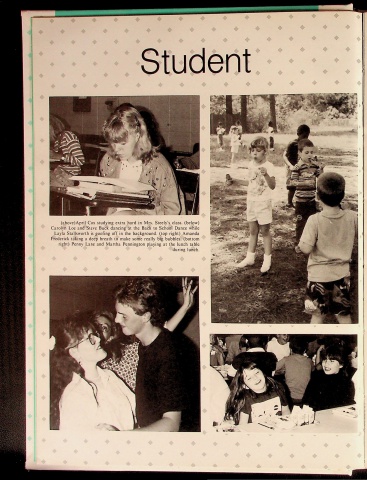 Student
(above)April Cox studying extra hard in Mrs. Steele's class. (below)
Carolyn Lee and Steve Buck dancing in the Back to School Dance while
Layla Stallsworth is goofing off in the background. (top right) Amanda
Frederick taking a deep breath to make some really big bubbles. (bottom
right) Penny Lane and Martha Pennington playing at the lunch table
during lunch.